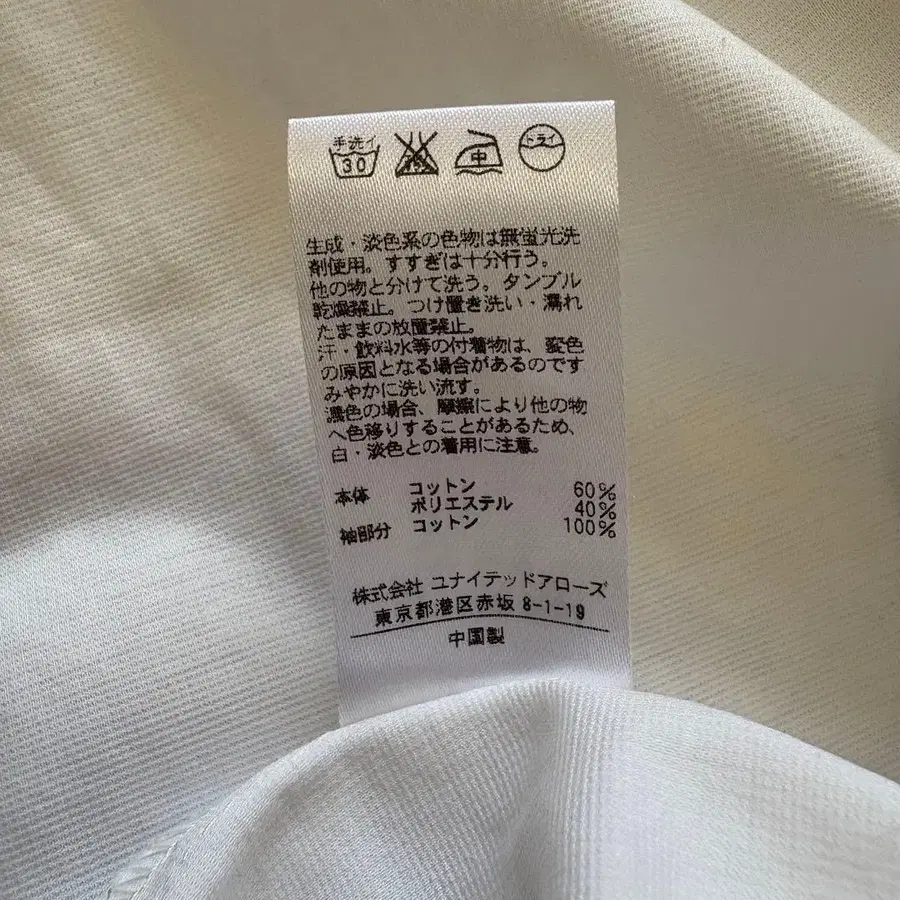 手洗イ 30 中 ドライ
生成・淡色系の色物は無蛍光洗
剤使用。すすぎは十分行う。
他の物と分けて洗う。タンブル
乾燥禁止。つけ置き洗い・濡れ
たままの放置禁止。
汗・飲料水等の付着物は、変色
の原因となる場合があるのです
みやかに洗い流す。
濃色の場合、摩擦により他の物
へ色移りすることがあるため、
白・淡色との着用に注意。
本体 コットン 60%
ポリエステル 40%
袖部分 コットン 100%
株式会社 ユナイテッドアローズ
東京都港区赤坂 8-1-19
中国製